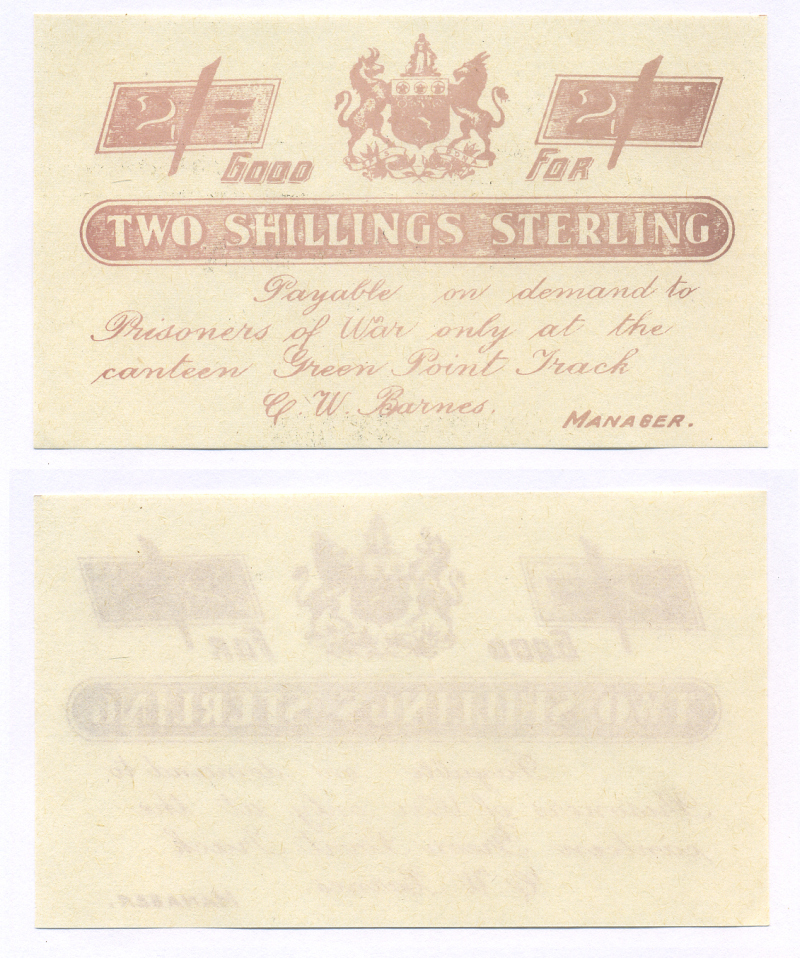 2/= 2/=
GOOD FOR
TWO SHILLINGS STERLING
Payable on demand to
Prisoners of War only at the
canteen Green Point Track
C. W. Barnes.
MANAGER.